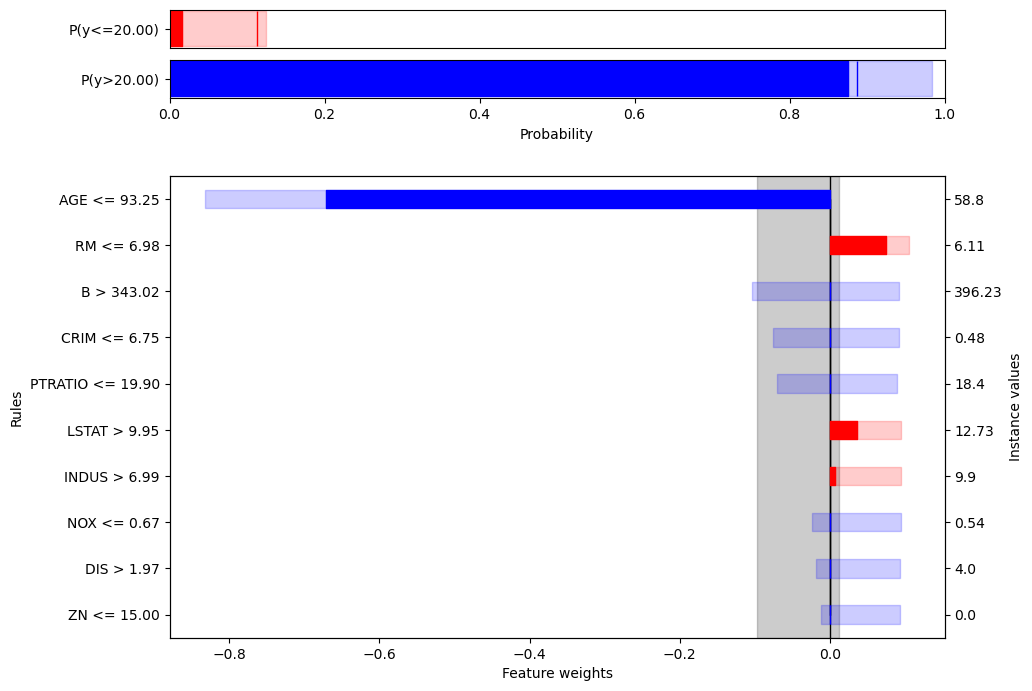 P(y<=20.00)
P(y>20.00)
0.0 0.2 0.4 0.6 0.8 1.0
Probability
AGE <= 93.25 58.8
RM <= 6.98 6.11
B > 343.02 396.23
CRIM <= 6.75 0.48
PTRATIO <= 19.90 18.4
LSTAT > 9.95 12.73
INDUS > 6.99 9.9
NOX <= 0.67 0.54
DIS > 1.97 4.0
ZN <= 15.00 0.0
Rules
Instance values
−0.8 −0.6 −0.4 −0.2 0.0
Feature weights